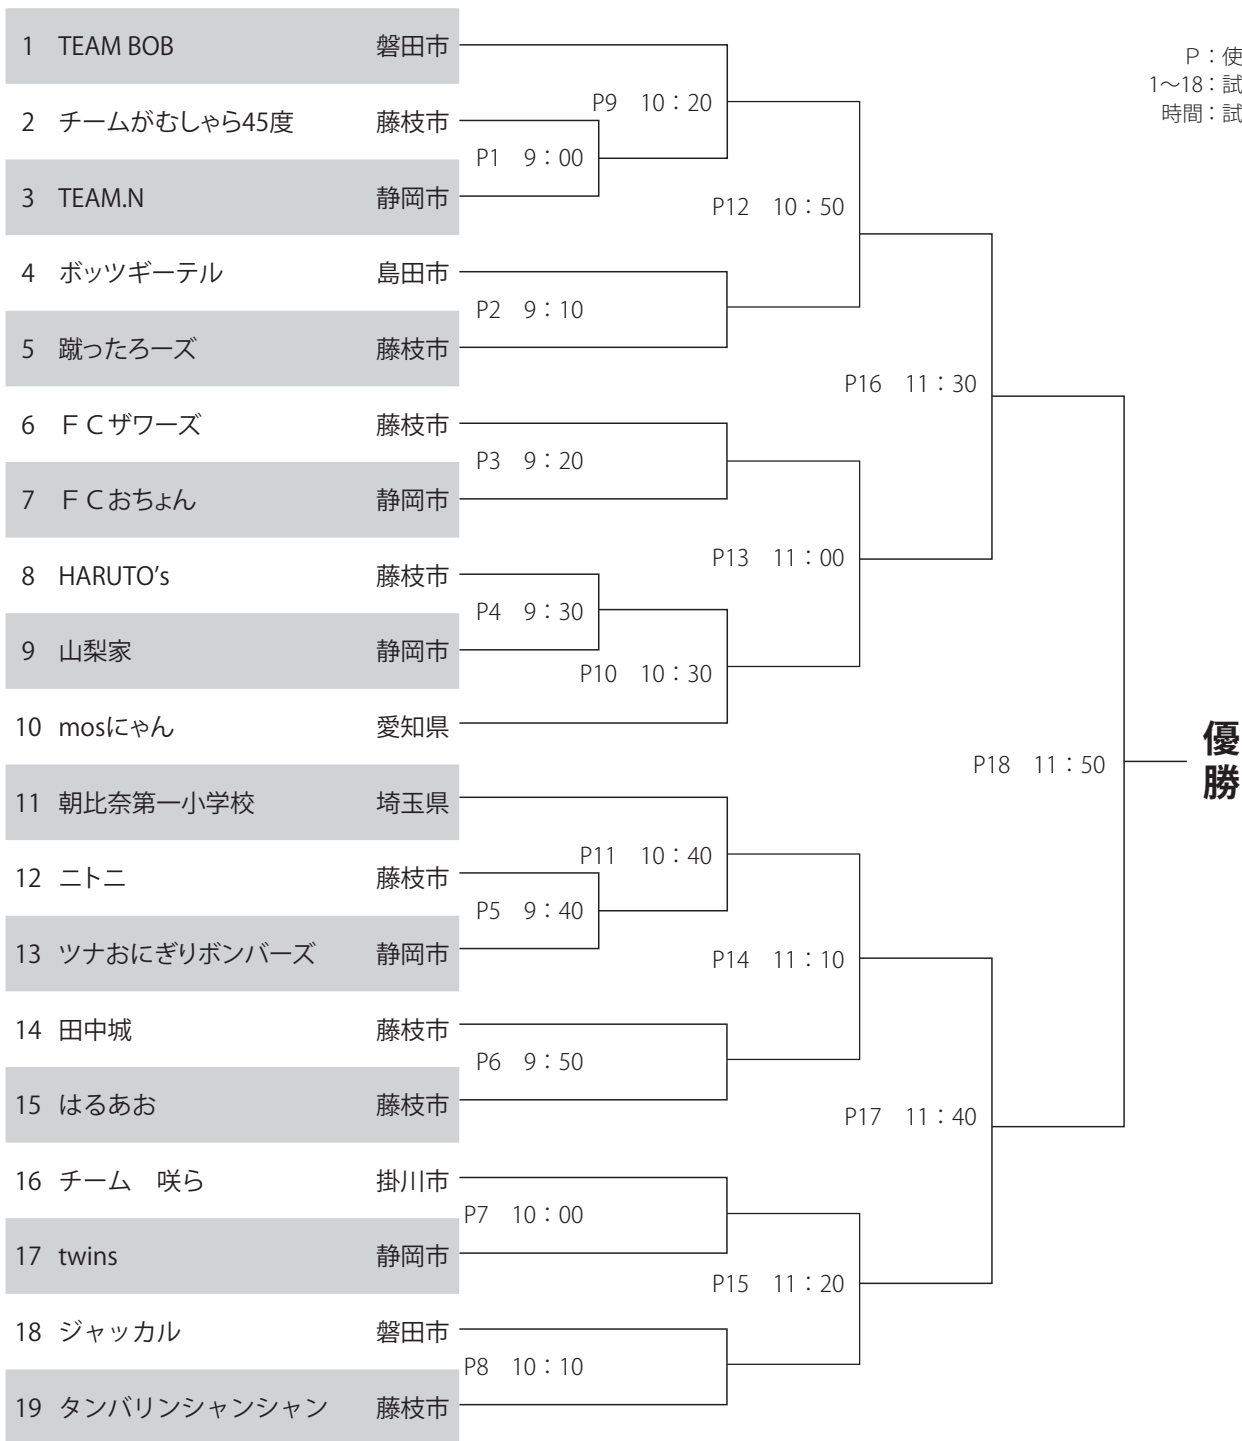 P：使
1〜18：試
時間：試
1 TEAM BOB 磐田市
P9 10：20
2 チームがむしゃら45度 藤枝市
P1 9：00
3 TEAM.N 静岡市
P12 10：50
4 ボッツギーテル 島田市
P2 9：10
5 蹴ったろーズ 藤枝市
P16 11：30
6 ＦＣザワーズ 藤枝市
P3 9：20
7 ＦＣおちょん 静岡市
P13 11：00
8 HARUTO’s 藤枝市
P4 9：30
9 山梨家 静岡市
P10 10：30
10 mosにゃん 愛知県
P18 11：50
優勝
11 朝比奈第一小学校 埼玉県
P11 10：40
12 ニトニ 藤枝市
P5 9：40
13 ツナおにぎりボンバーズ 静岡市
P14 11：10
14 田中城 藤枝市
P6 9：50
15 はるあお 藤枝市
P17 11：40
16 チーム　咲ら 掛川市
P7 10：00
17 twins 静岡市
P15 11：20
18 ジャッカル 磐田市
P8 10：10
19 タンバリンシャンシャン 藤枝市